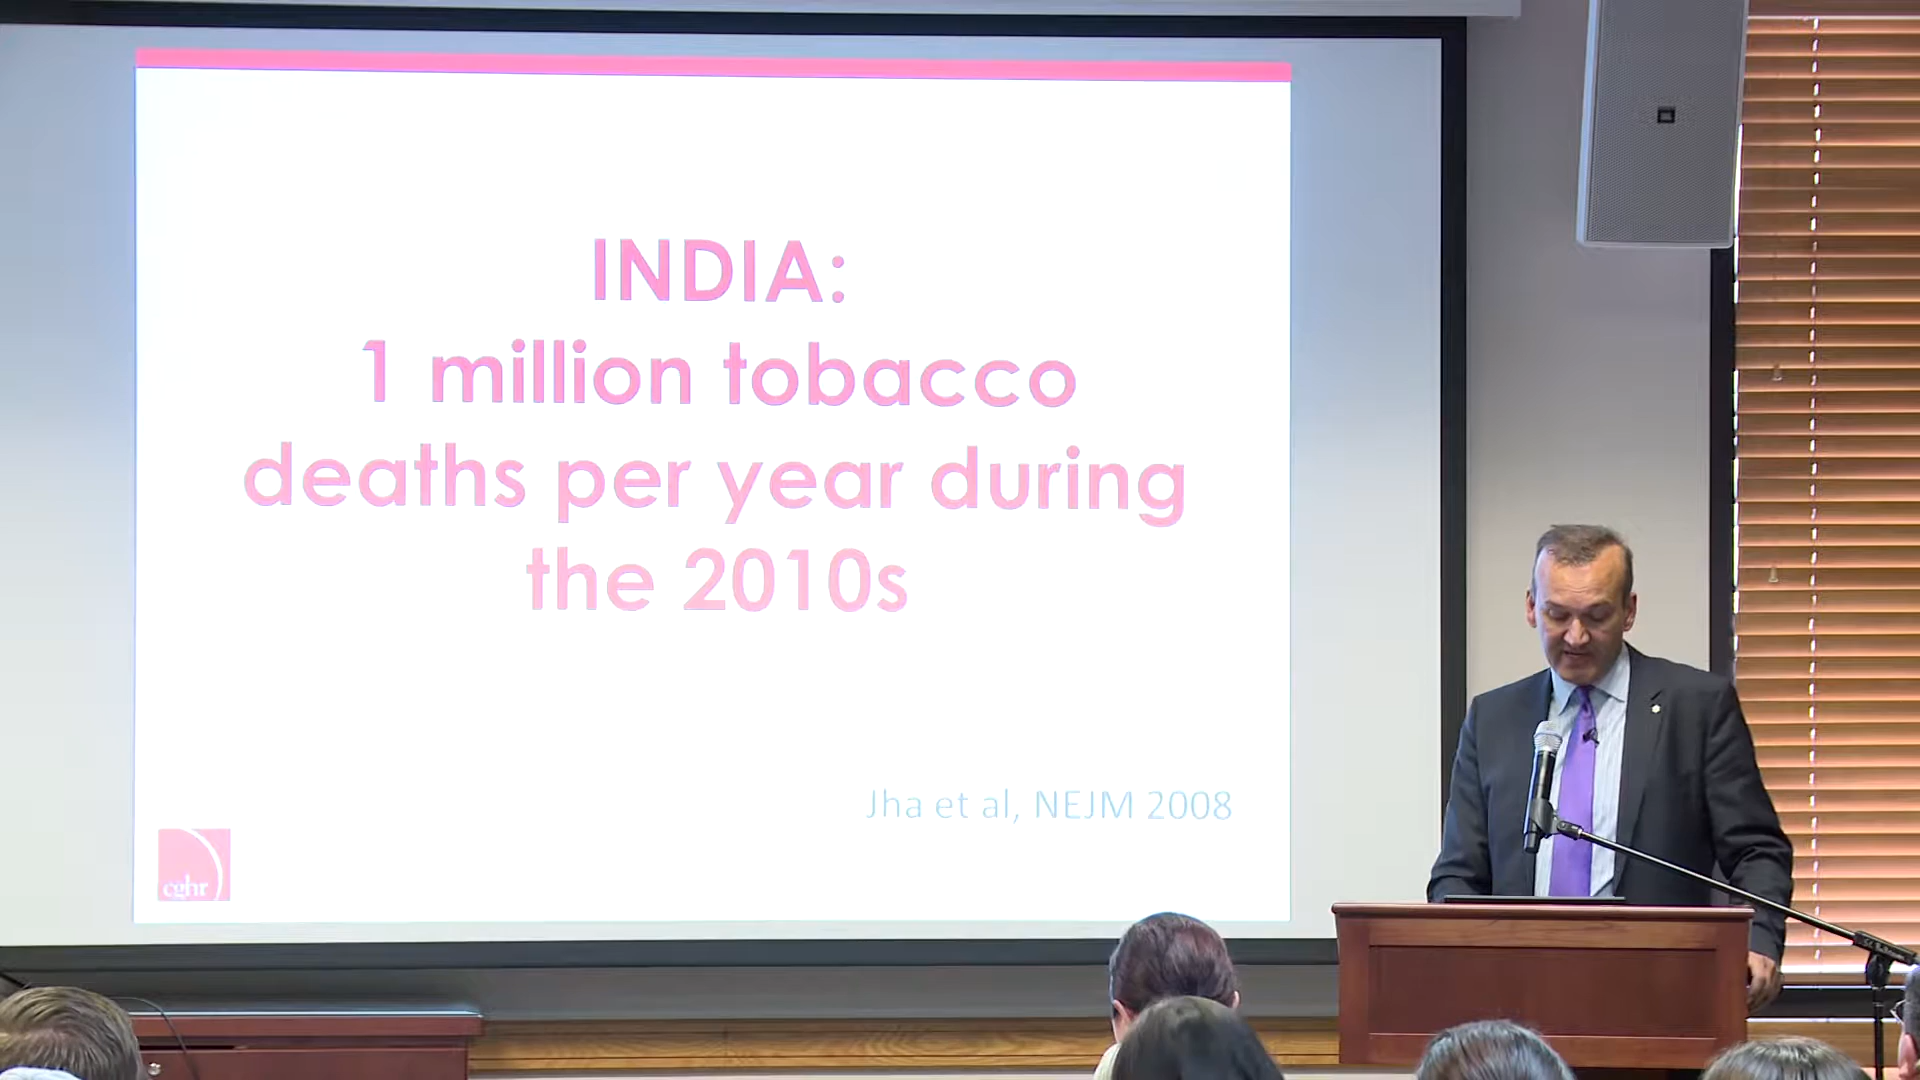 INDIA:
1 million tobacco
deaths per year during
the 2010s
Jha et al, NEJM 2008
cghr